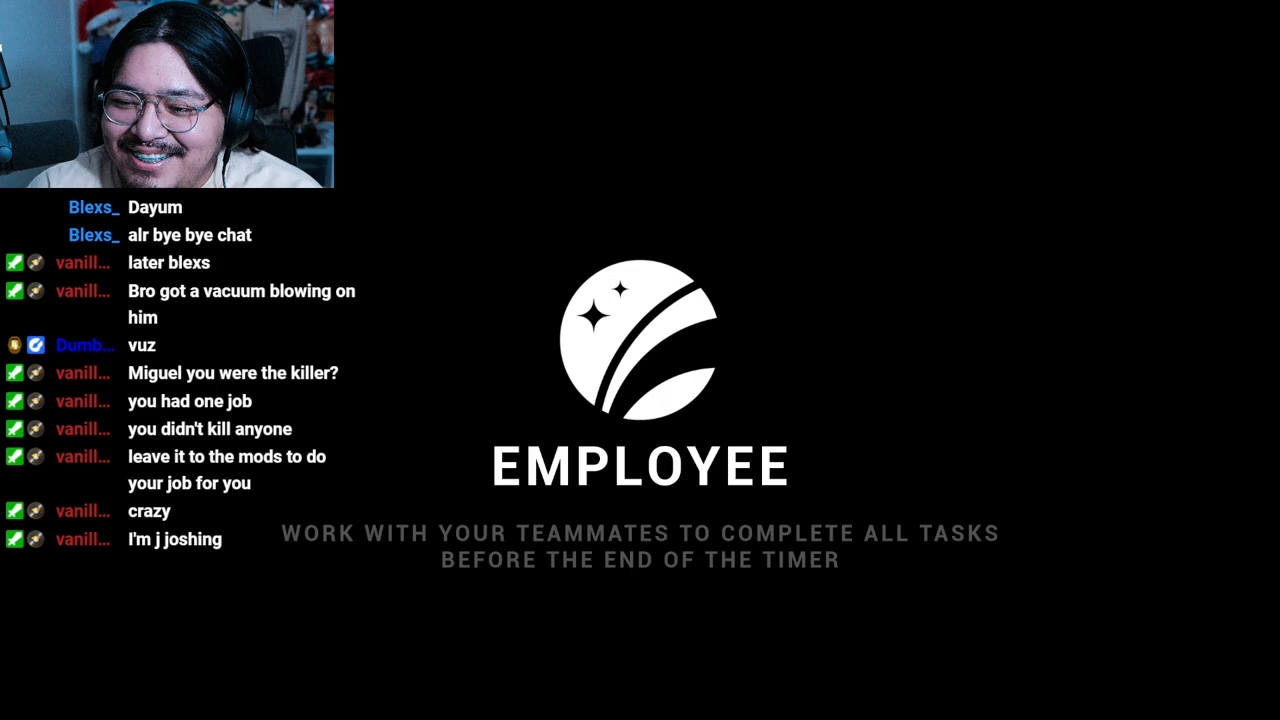 Blexs_ Dayum
Blexs_ alr bye bye chat
vanill... later blexs
vanill... Bro got a vacuum blowing on
him
Dumb... vuz
vanill... Miguel you were the killer?
vanill... you had one job
vanill... you didn't kill anyone
vanill... leave it to the mods to do
your job for you
vanill... crazy
vanill... I'm j joshing
EMPLOYEE
WORK WITH YOUR TEAMMATES TO COMPLETE ALL TASKS
BEFORE THE END OF THE TIMER